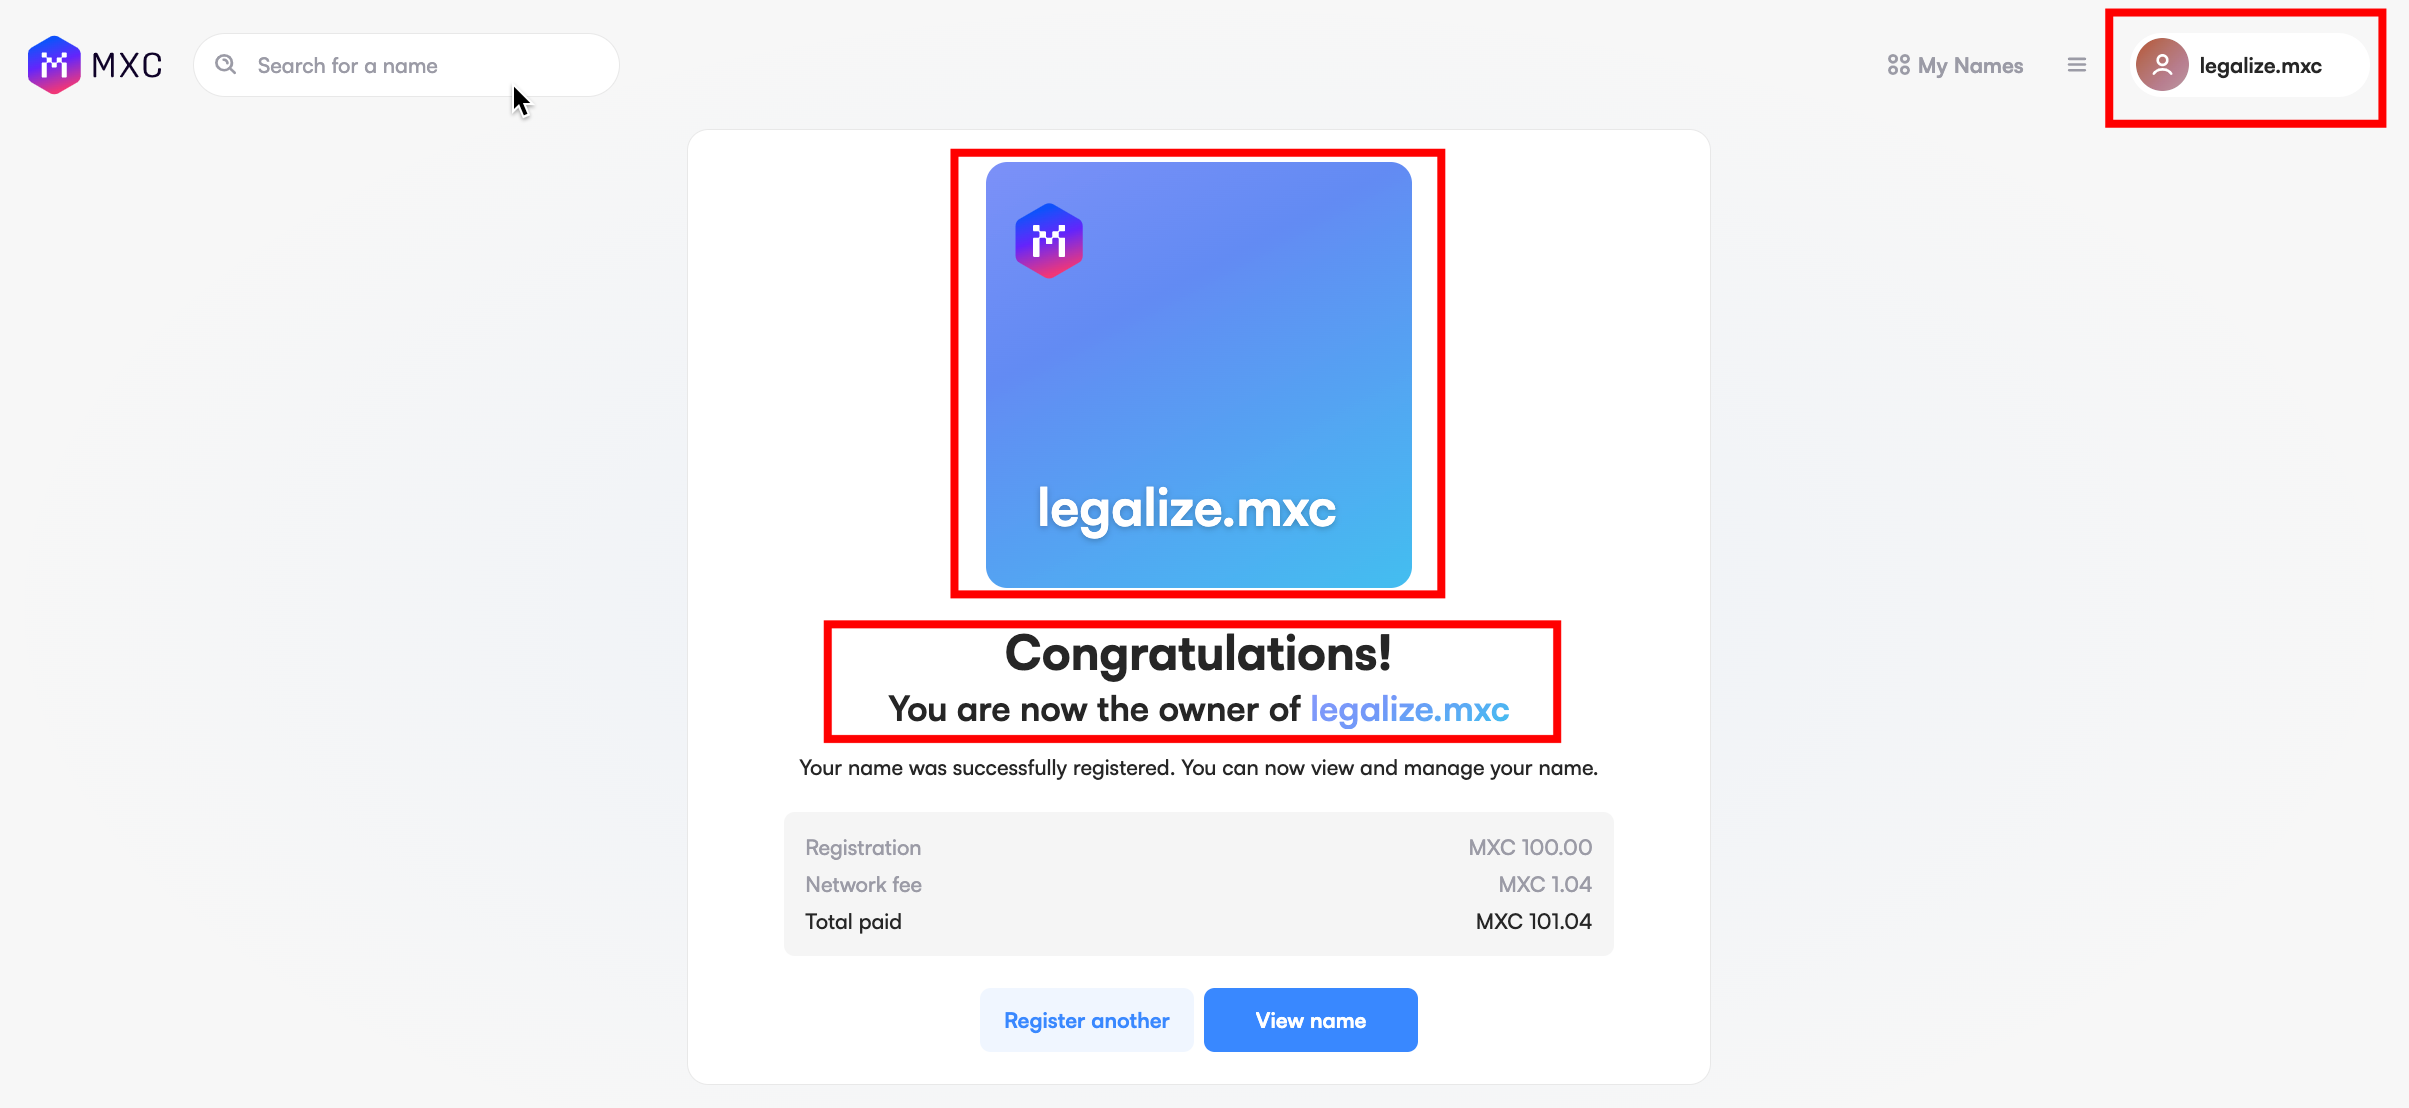 MXC
Search for a name
My Names
legalize.mxc
legalize.mxc
Congratulations!
You are now the owner of legalize.mxc
Your name was successfully registered. You can now view and manage your name.
Registration MXC 100.00
Network fee MXC 1.04
Total paid MXC 101.04
Register another
View name